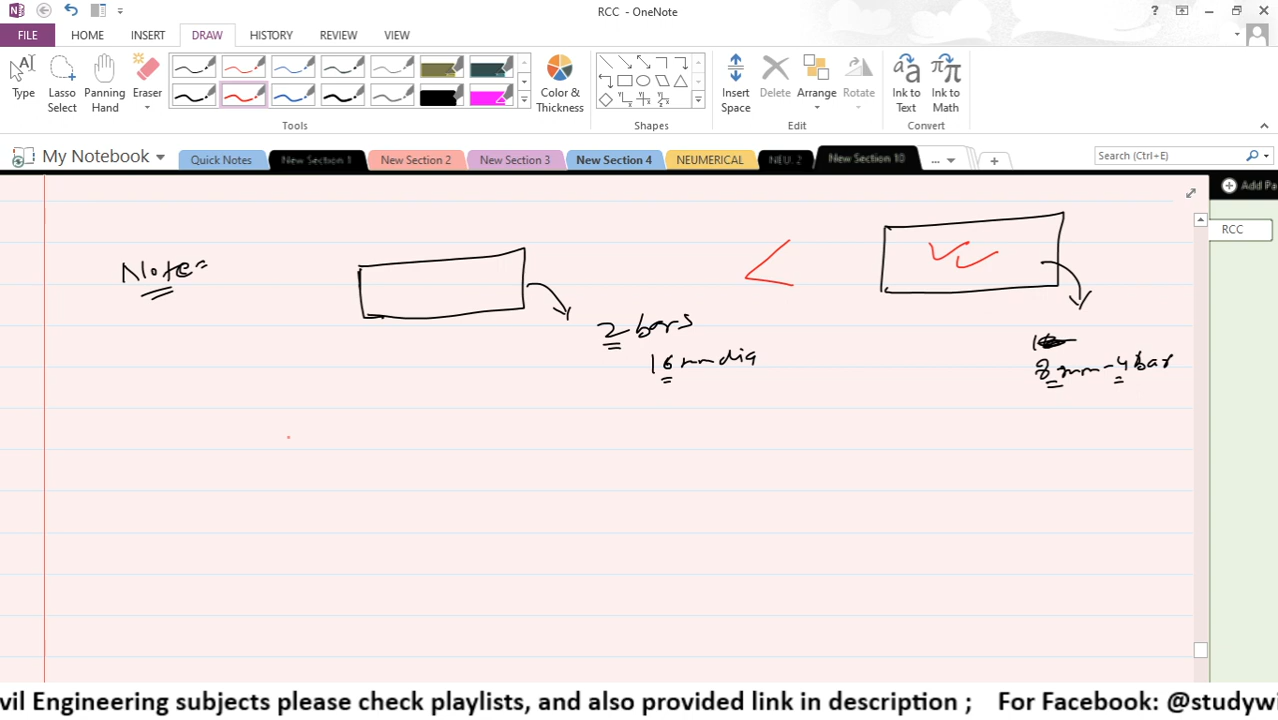 RCC - OneNote
FILE HOME INSERT DRAW HISTORY REVIEW VIEW
Type
Lasso Select
Panning Hand
Eraser
Color & Thickness
Insert Space
Delete
Arrange
Rotate
Ink to Text
Ink to Math
Tools Shapes Edit Convert
My Notebook Quick Notes New Section 1 New Section 2 New Section 3 New Section 4 NEUMERICAL NEU. 2 New Section 10 ... + Search (Ctrl+E)
Add Pa
RCC
Note=
<
2 bars
16 mm dia
8 mm - 4 bar
vil Engineering subjects please check playlists, and also provided link in description ; For Facebook: @studywi